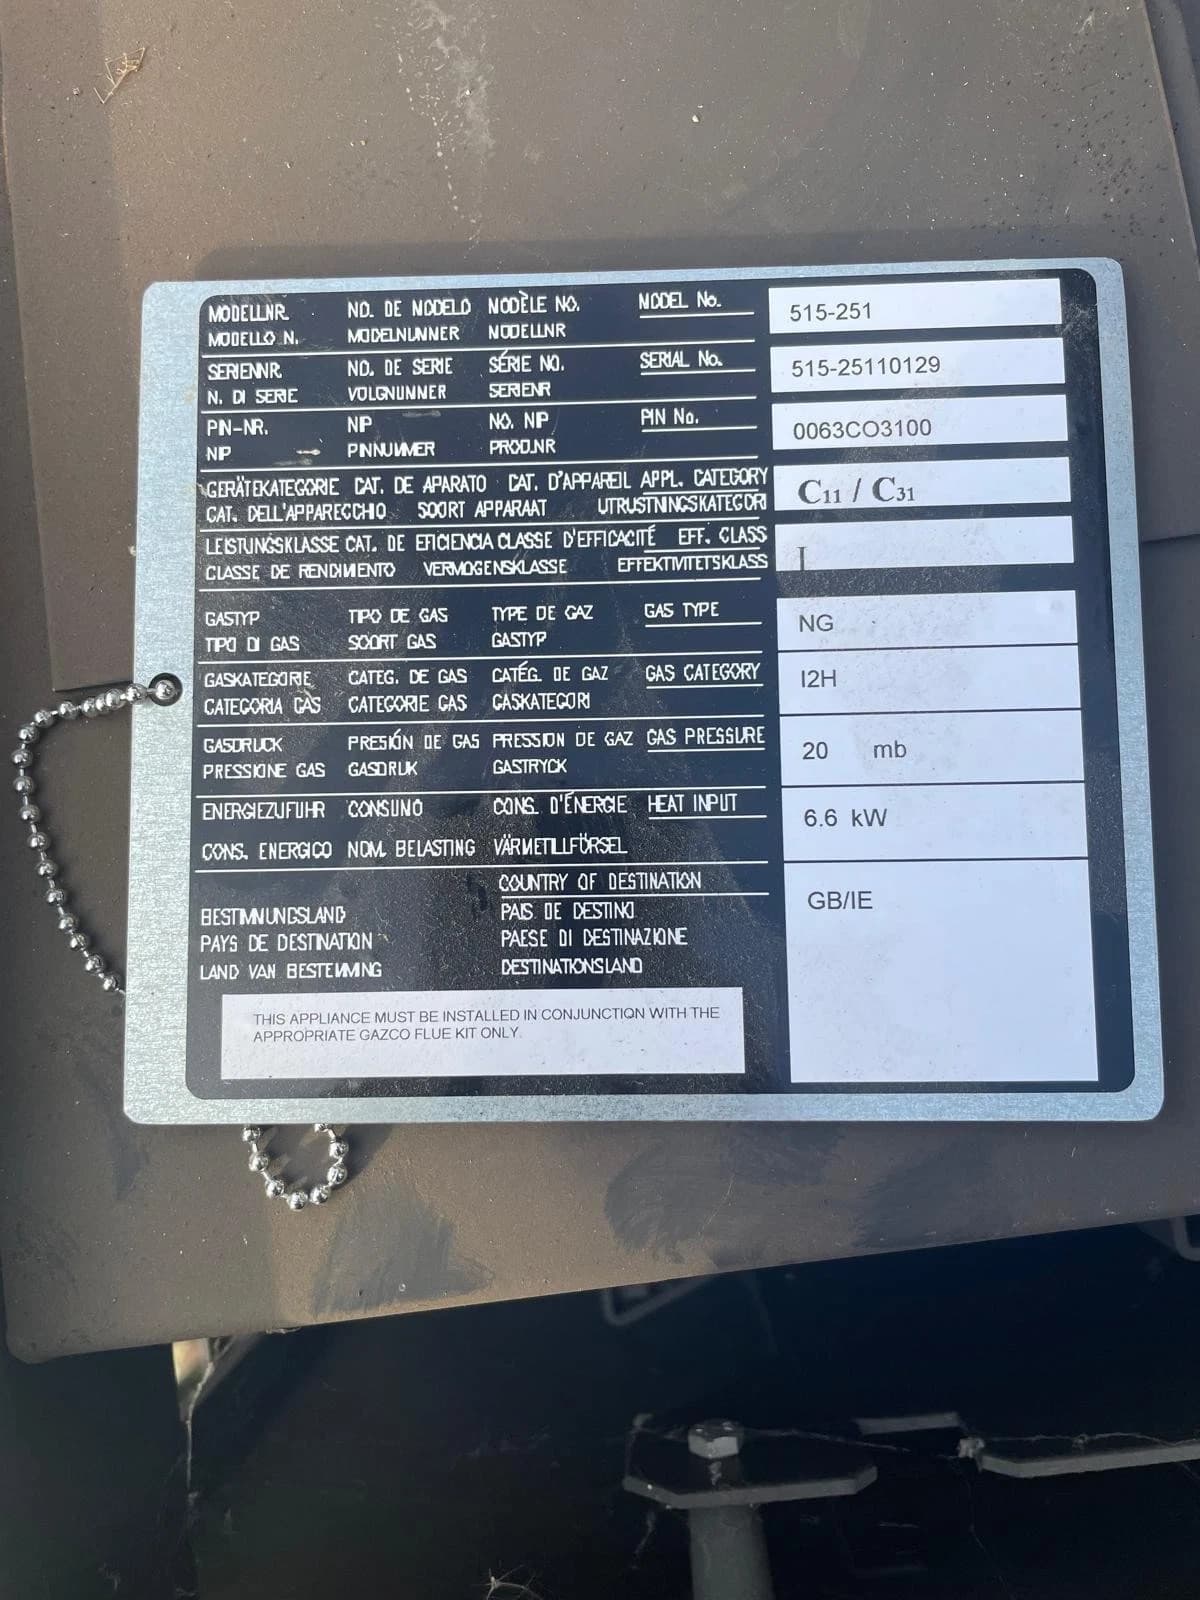 MODELLNR. NO. DE MODELO MODÈLE NO. MODEL No. 515-251
MODELLO N. MODELNUMMER MODELLNR
SERIENNR. NO. DE SERIE SÉRIE NO. SERIAL No. 515-25110129
N. DI SERIE VOLGNUMMER SERIENR
PIN-NR. NIP NO. NIP PIN No. 0063CO3100
NIP PINNUMMER PROD.NR
GERÄTEKATEGORIE CAT. DE APARATO CAT. D'APPAREIL APPL. CATEGORY C11 / C31
CAT. DELL'APPARECCHIO SOORT APPARAAT UTRUSTNINGSKATEGORI
LEISTUNGSKLASSE CAT. DE EFICIENCIA CLASSE D'EFFICACITÉ EFF. CLASS I
CLASSE DE RENDIMENTO VERMOGENSKLASSE EFFEKTIVITETSKLASS
GASTYP TIPO DE GAS TYPE DE GAZ GAS TYPE NG
TIPO DI GAS SOORT GAS GASTYP
GASKATEGORIE CATEG. DE GAS CATÉG. DE GAZ GAS CATEGORY I2H
CATEGORIA GAS CATEGORIE GAS GASKATEGORI
GASDRUCK PRESIÓN DE GAS PRESSION DE GAZ GAS PRESSURE 20 mb
PRESSIONE GAS GASDRUK GASTRYCK
ENERGIEZUFUHR CONSUMO CONS. D'ÉNERGIE HEAT INPUT 6.6 kW
CONS. ENERGICO NOM. BELASTING VÄRMETILLFÖRSEL
COUNTRY OF DESTINATION GB/IE
BESTIMMUNGSLAND PAIS DE DESTINO
PAYS DE DESTINATION PAESE DI DESTINAZIONE
LAND VAN BESTEMMING DESTINATIONSLAND
THIS APPLIANCE MUST BE INSTALLED IN CONJUNCTION WITH THE
APPROPRIATE GAZCO FLUE KIT ONLY.